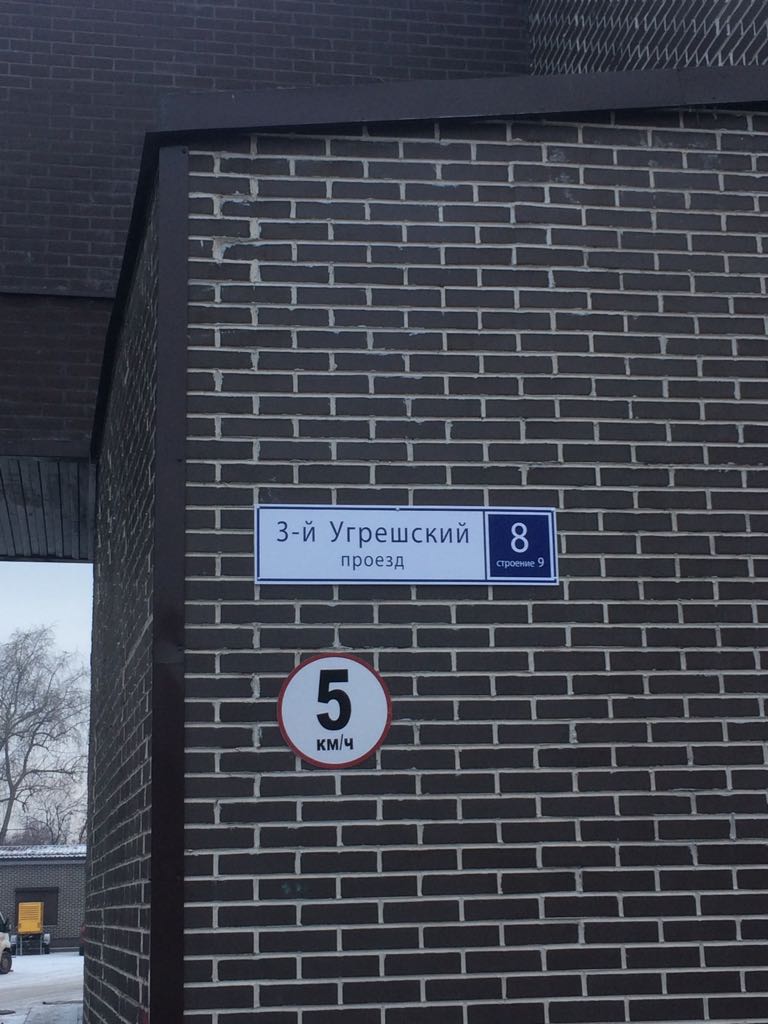 3-й Угрешский
проезд
8
строение 9
5
км/ч